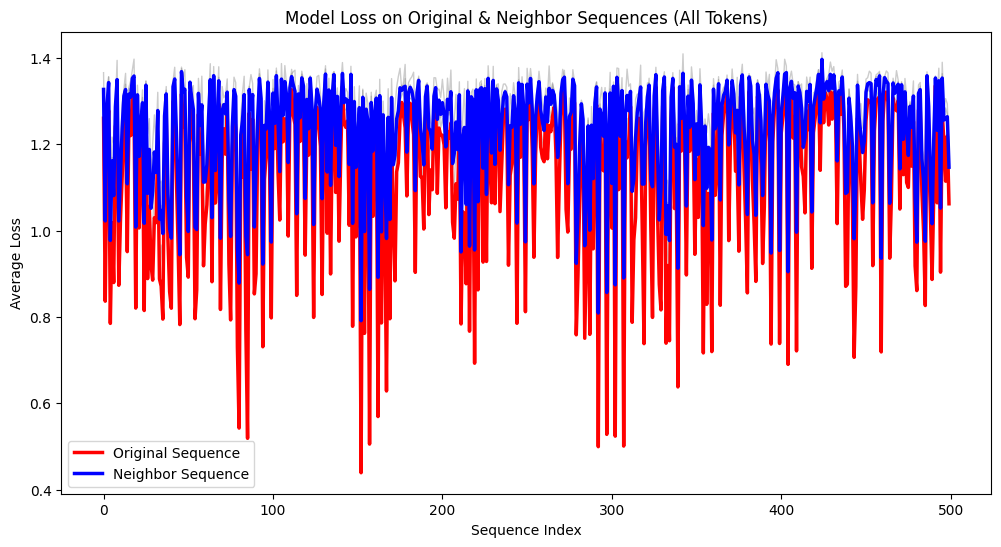 Model Loss on Original & Neighbor Sequences (All Tokens)
Average Loss
1.4
1.2
1.0
0.8
0.6
0.4
Original Sequence
Neighbor Sequence
0 100 200 300 400 500
Sequence Index